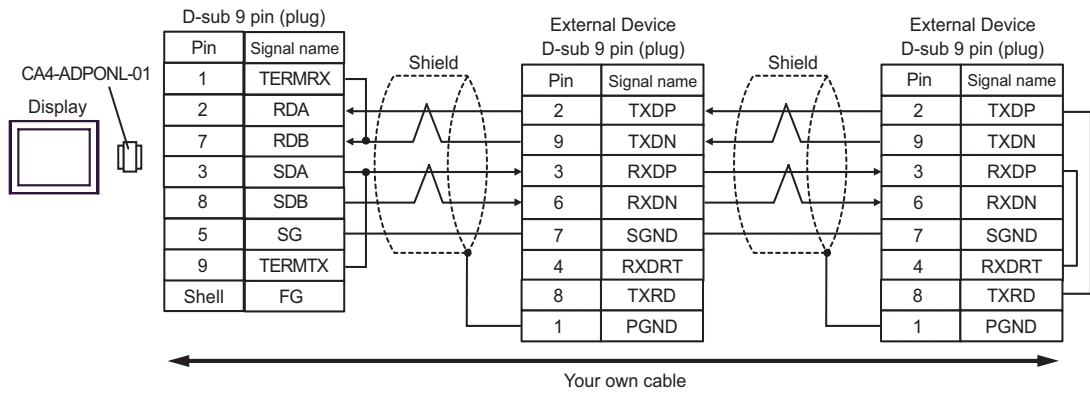 CA4-ADPONL-01
Display
D-sub 9 pin (plug)
Pin Signal name
1 TERMRX
2 RDA
7 RDB
3 SDA
8 SDB
5 SG
9 TERMTX
Shell FG
Shield
External Device
D-sub 9 pin (plug)
Pin Signal name
2 TXDP
9 TXDN
3 RXDP
6 RXDN
7 SGND
4 RXDRT
8 TXRD
1 PGND
Shield
External Device
D-sub 9 pin (plug)
Pin Signal name
2 TXDP
9 TXDN
3 RXDP
6 RXDN
7 SGND
4 RXDRT
8 TXRD
1 PGND
Your own cable